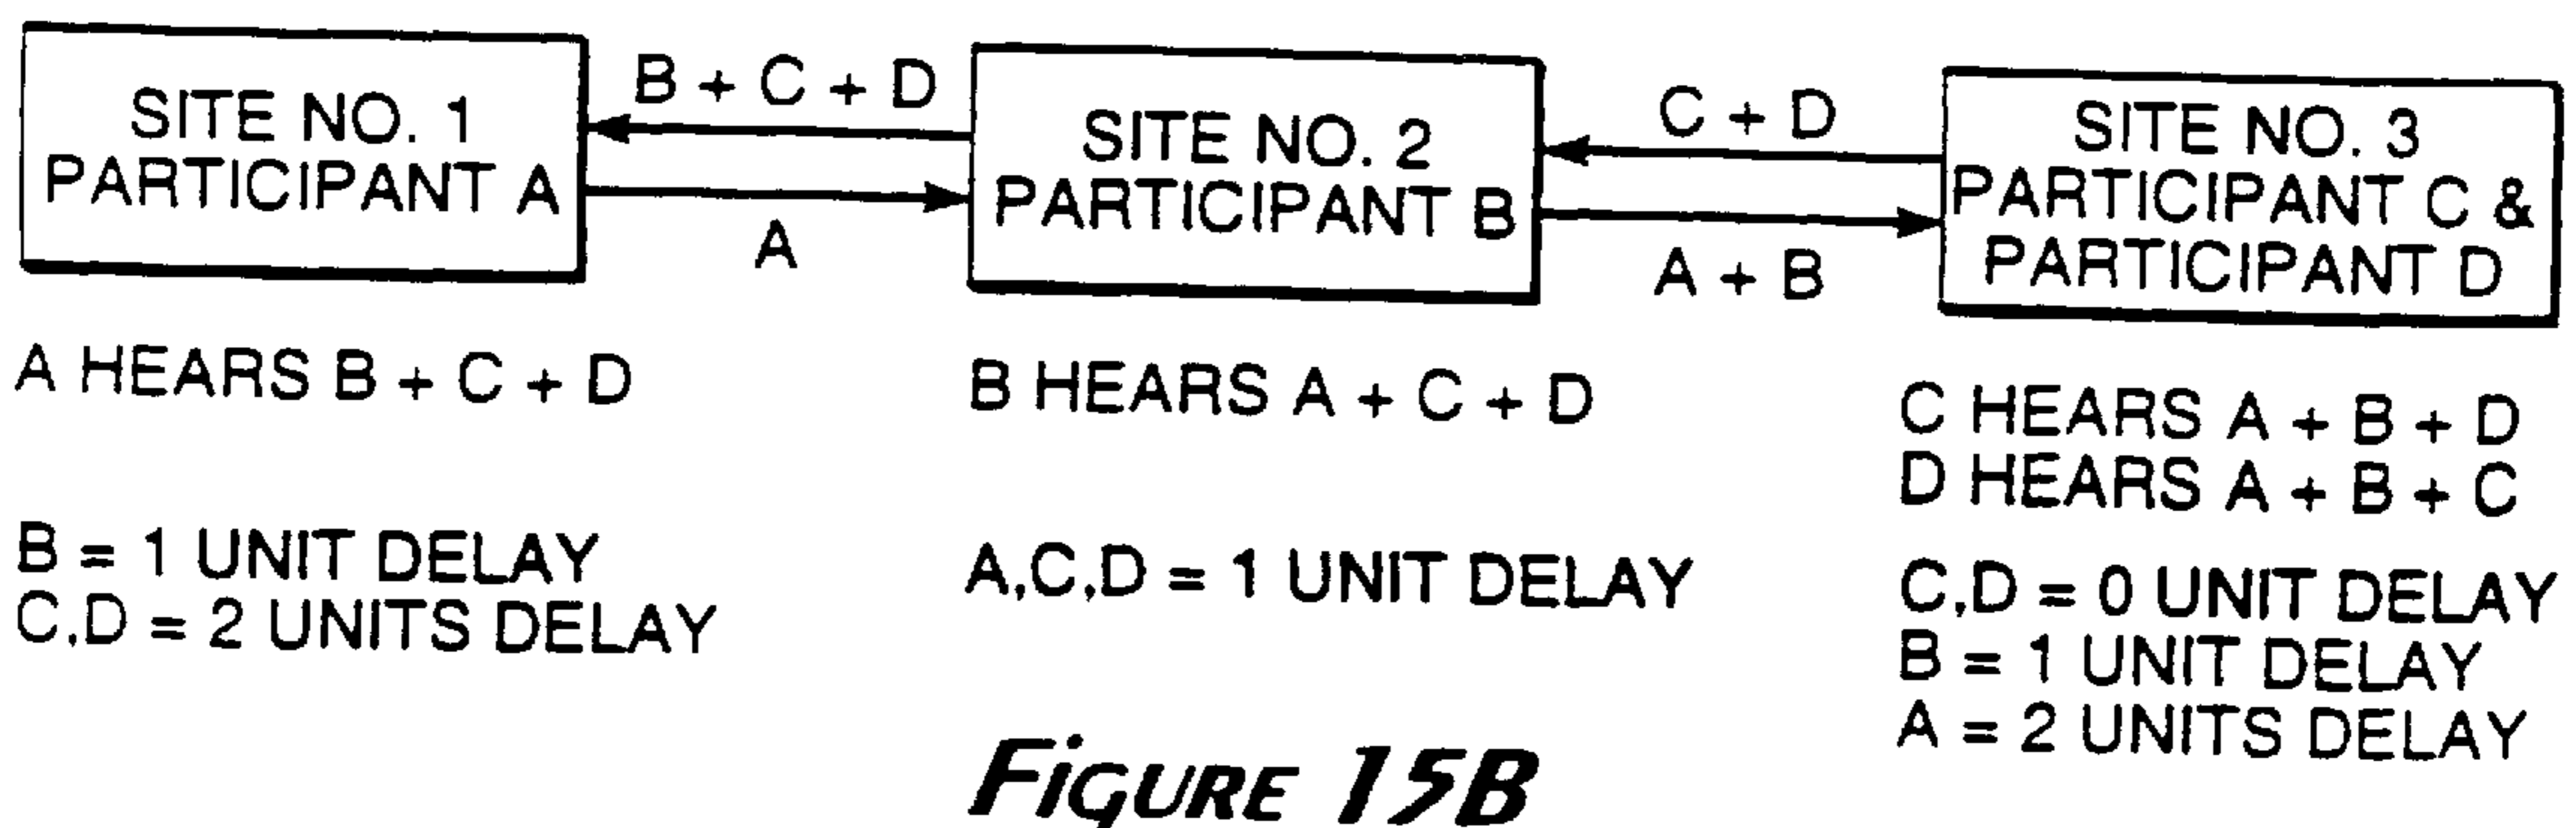 SITE NO. 1
PARTICIPANT A
B + C + D
A
SITE NO. 2
PARTICIPANT B
C + D
A + B
SITE NO. 3
PARTICIPANT C &
PARTICIPANT D
A HEARS B + C + D
B = 1 UNIT DELAY
C,D = 2 UNITS DELAY
B HEARS A + C + D
A,C,D = 1 UNIT DELAY
C HEARS A + B + D
D HEARS A + B + C
C,D = 0 UNIT DELAY
B = 1 UNIT DELAY
A = 2 UNITS DELAY
FIGURE 15B